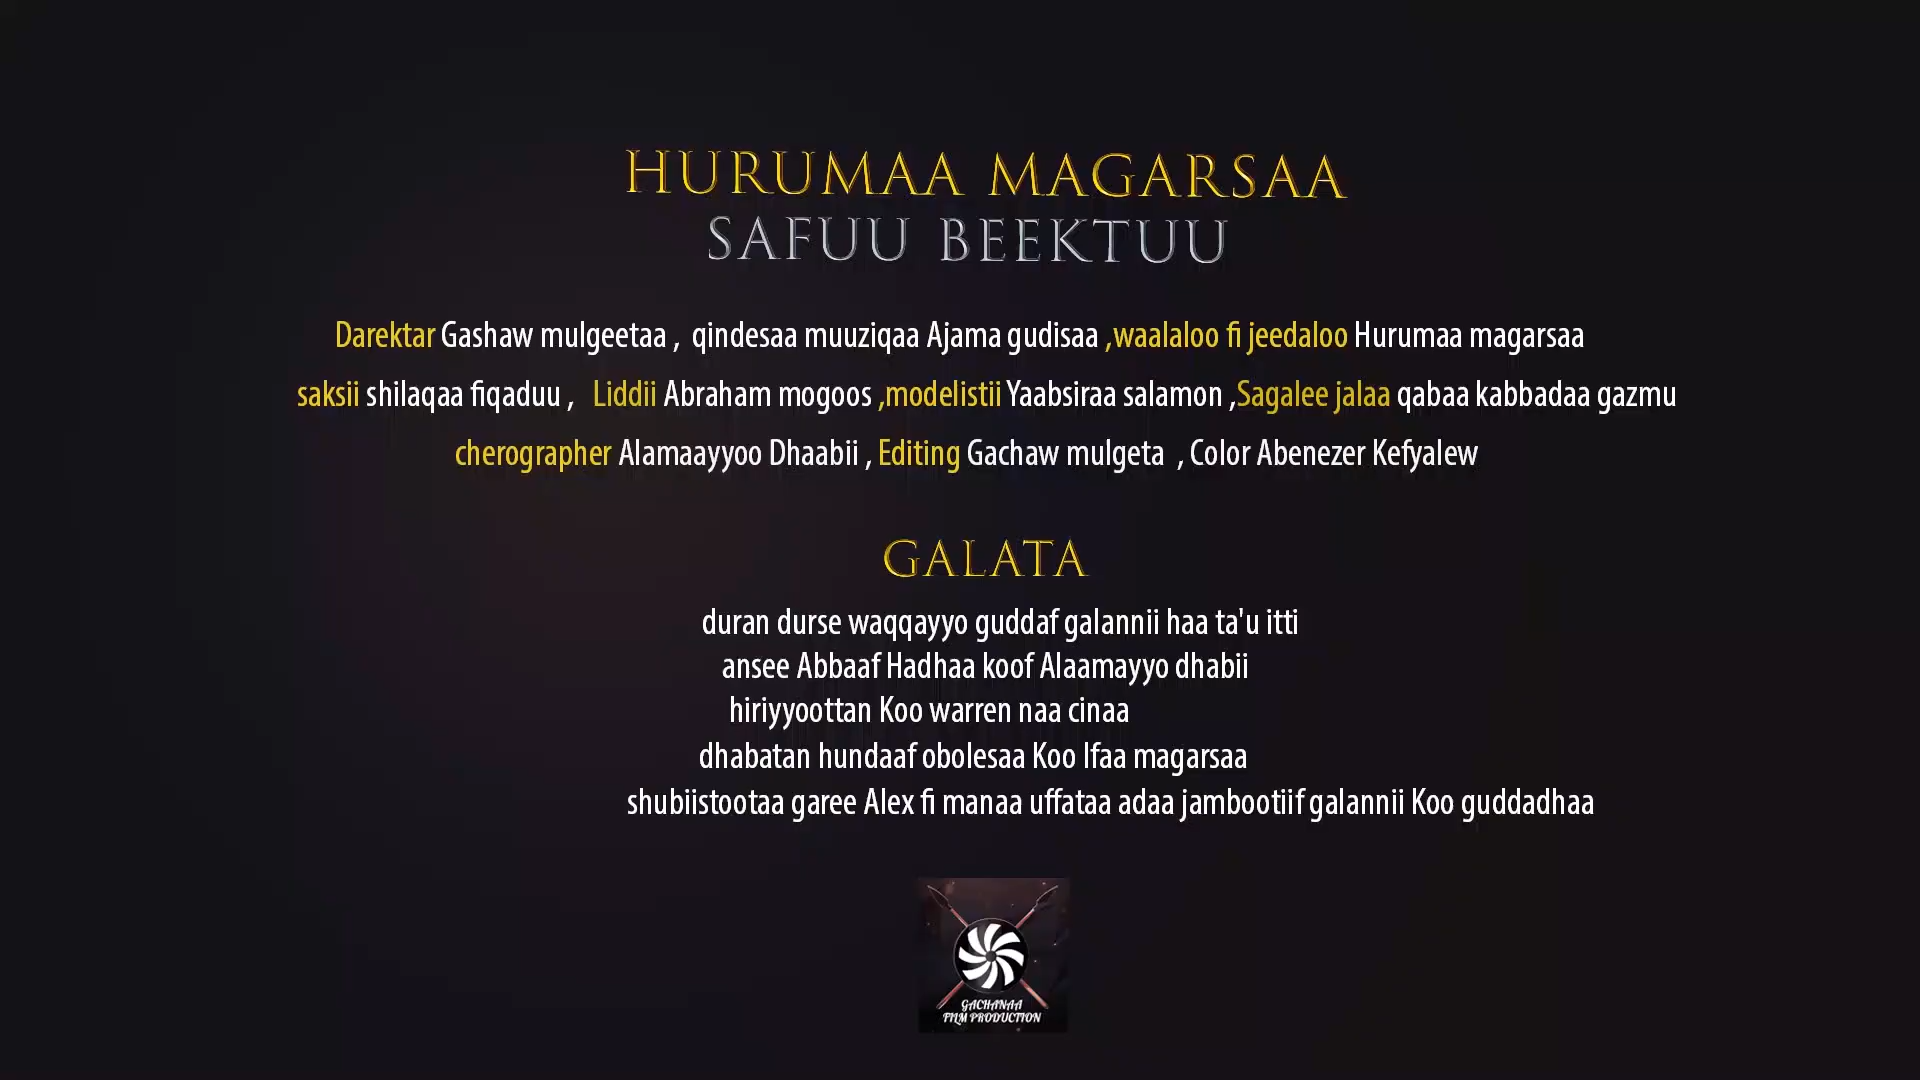 HURUMAA MAGARSAA
SAFUU BEEKTUU
Darektar Gashaw mulgeetaa , qindesaa muuziqaa Ajama gudisaa ,waalaloo fi jeedaloo Hurumaa magarsaa
saksii shilaqaa fiqaduu , Liddii Abraham mogoos ,modelistii Yaabsiraa salamon ,Sagalee jalaa qabaa kabbadaa gazmu
cherographer Alamaayyoo Dhaabii , Editing Gachaw mulgeta , Color Abenezer Kefyalew
GALATA
duran durse waqqayyo guddaf galannii haa ta'u itti
ansee Abbaaf Hadhaa koof Alaamayyo dhabii
hiriyyoottan Koo warren naa cinaa
dhabatan hundaaf obolesaa Koo Ifaa magarsaa
shubiistootaa garee Alex fi manaa uffataa adaa jambootiif galannii Koo guddadhaa
GACHANAA
FILM PRODUCTION